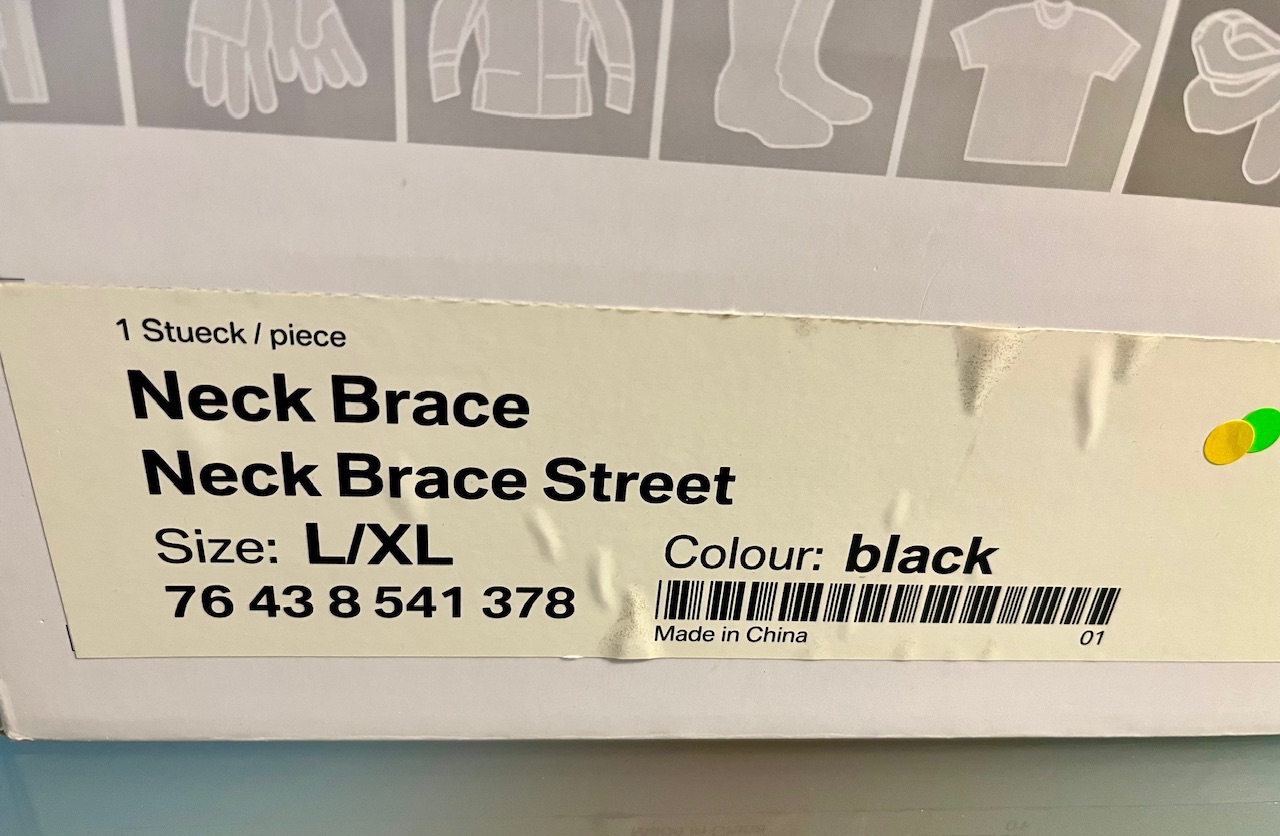 1 Stueck / piece
Neck Brace
Neck Brace Street
Size: L/XL Colour: black
76 43 8 541 378
Made in China 01